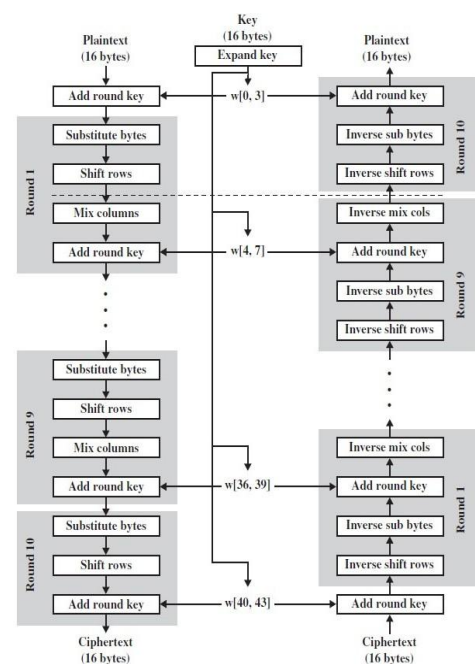 Key
(16 bytes)
Expand key
Plaintext
(16 bytes)
Add round key
Round 1
Substitute bytes
Shift rows
Mix columns
Add round key
Round 9
Substitute bytes
Shift rows
Mix columns
Add round key
Round 10
Substitute bytes
Shift rows
Add round key
Ciphertext
(16 bytes)
w[0, 3]
w[4, 7]
w[36, 39]
w[40, 43]
Plaintext
(16 bytes)
Add round key
Inverse sub bytes
Inverse shift rows
Round 10
Inverse mix cols
Add round key
Inverse sub bytes
Inverse shift rows
Round 9
Inverse mix cols
Add round key
Inverse sub bytes
Inverse shift rows
Round 1
Add round key
Ciphertext
(16 bytes)